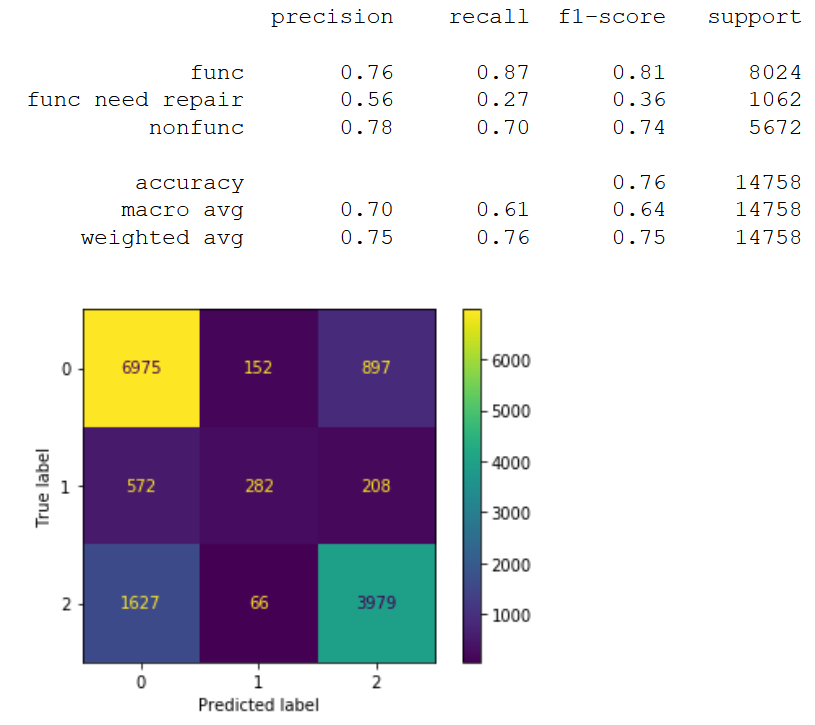 precision recall f1-score support
func 0.76 0.87 0.81 8024
func need repair 0.56 0.27 0.36 1062
nonfunc 0.78 0.70 0.74 5672
accuracy 0.76 14758
macro avg 0.70 0.61 0.64 14758
weighted avg 0.75 0.76 0.75 14758
True label
0 6975 152 897
1 572 282 208
2 1627 66 3979
0 1 2
Predicted label
6000
5000
4000
3000
2000
1000